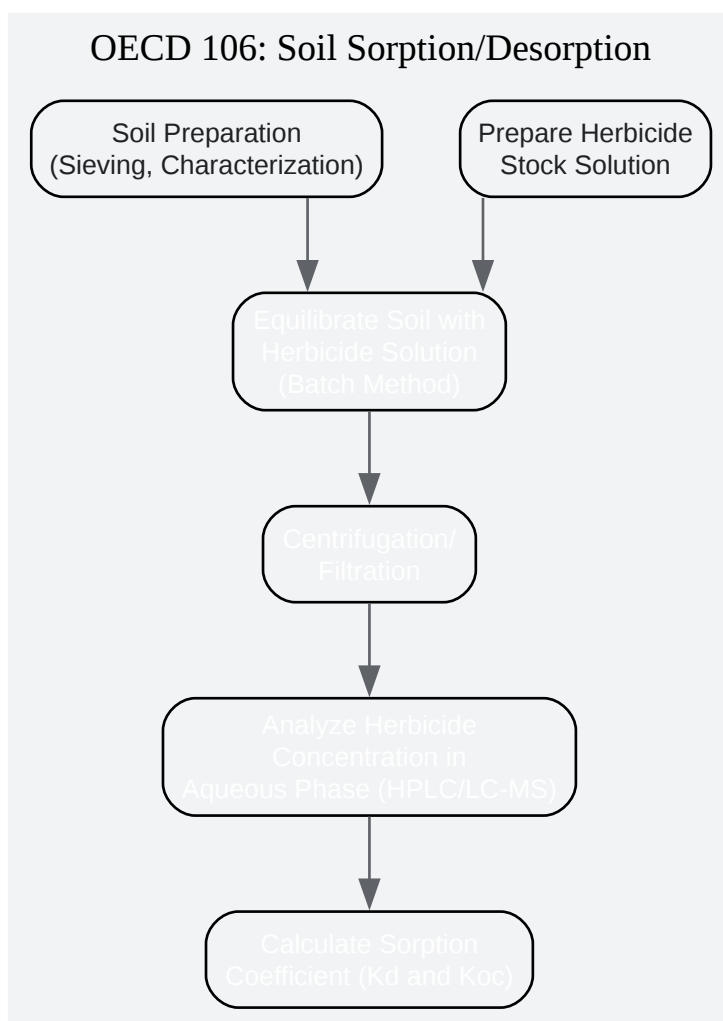 OECD 106: Soil Sorption/Desorption
Soil Preparation
(Sieving, Characterization)
Prepare Herbicide
Stock Solution
Equilibrate Soil with
Herbicide Solution
(Batch Method)
Centrifugation/
Filtration
Analyze Herbicide
Concentration in
Aqueous Phase (HPLC/LC-MS)
Calculate Sorption
Coefficient (Kd and Koc)